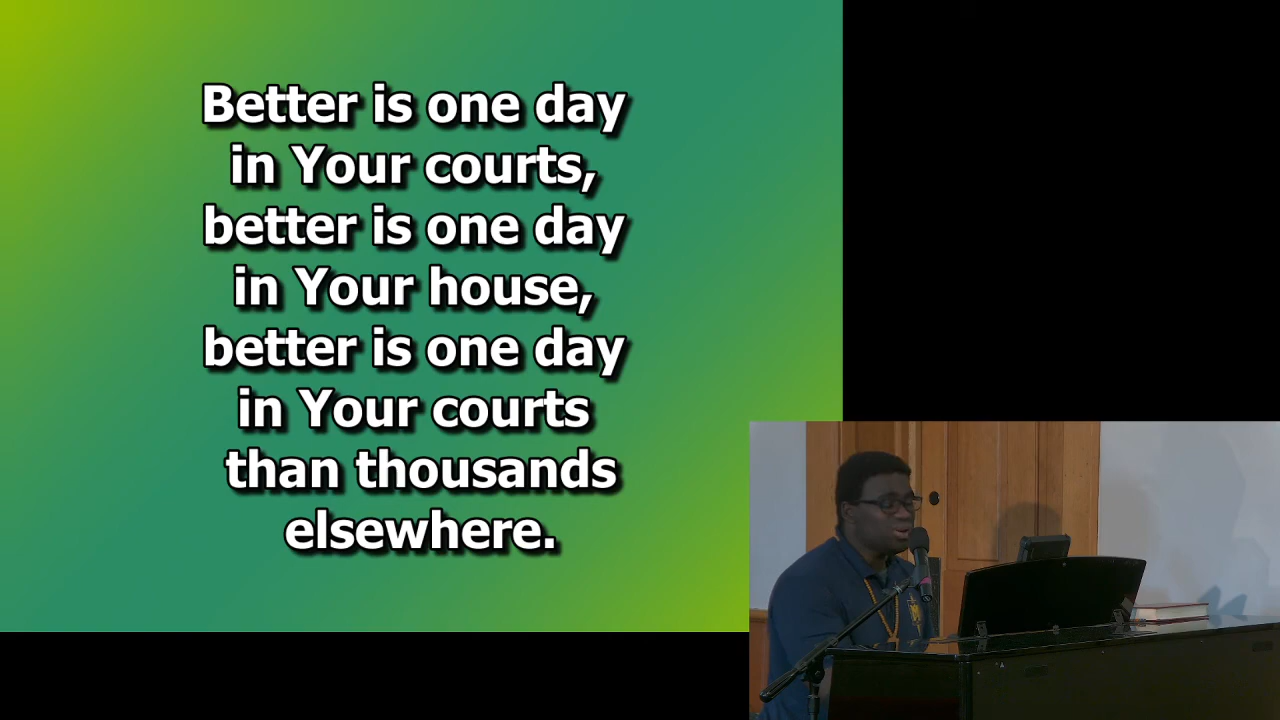 Better is one day
in Your courts,
better is one day
in Your house,
better is one day
in Your courts
than thousands
elsewhere.